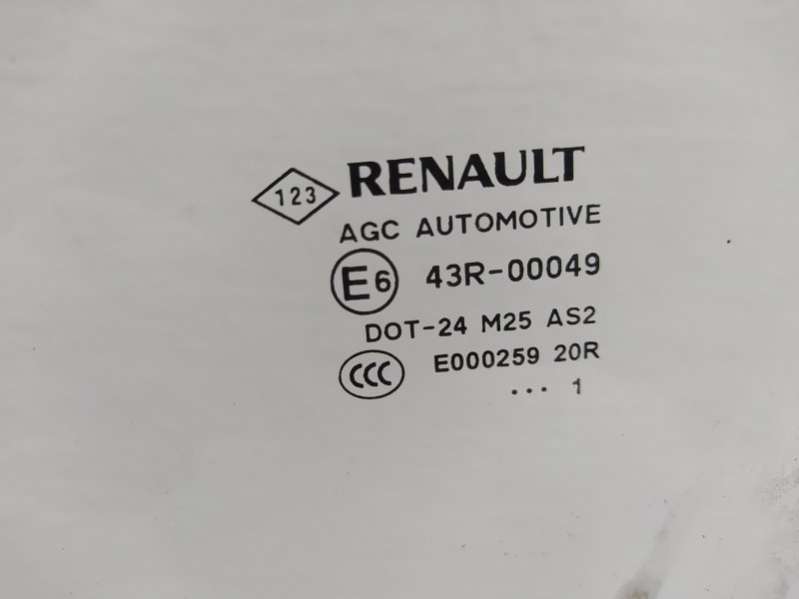 123 RENAULT
AGC AUTOMOTIVE
E6 43R-00049
DOT-24 M25 AS2
CCC E000259 20R
... 1